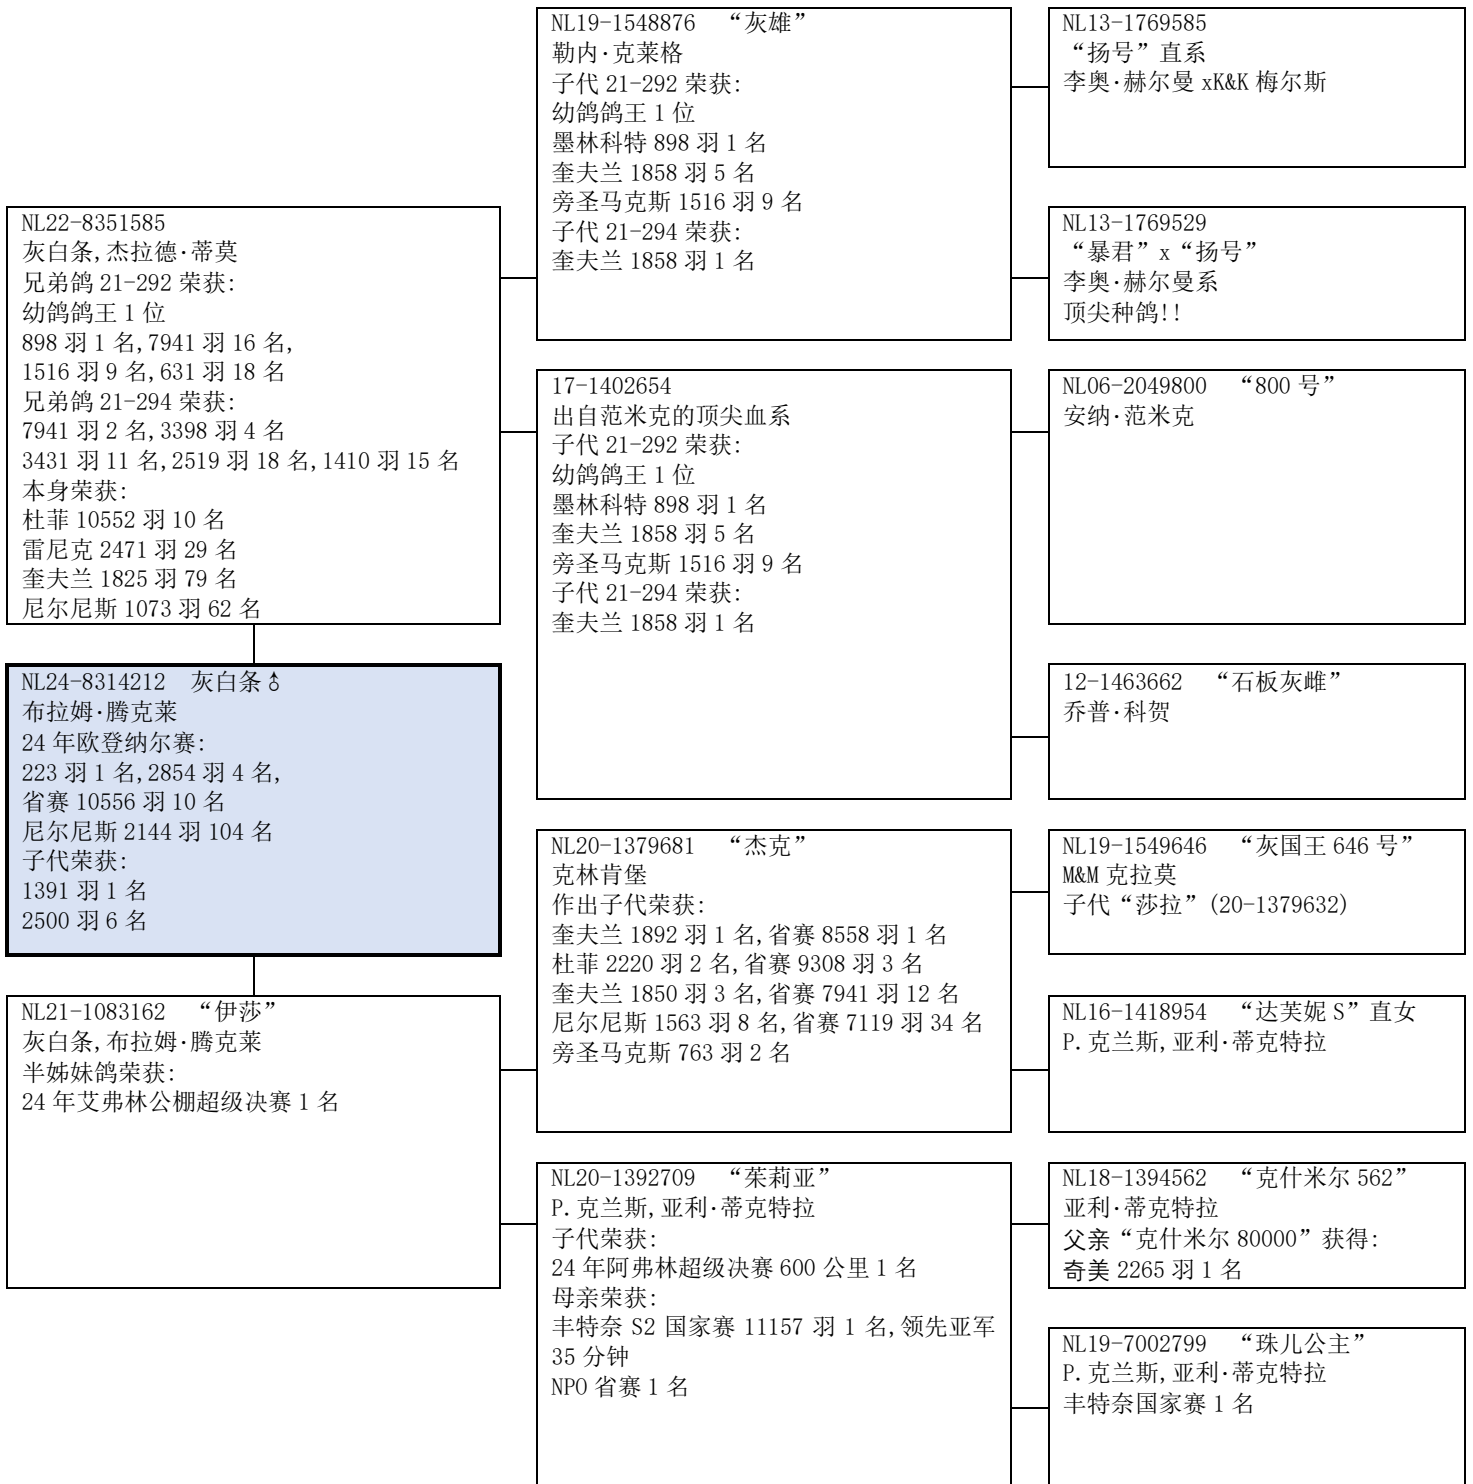 NL22-8351585
灰白条,杰拉德·蒂莫
兄弟鸽 21-292 荣获:
幼鸽鸽王 1 位
898 羽 1 名,7941 羽 16 名,
1516 羽 9 名,631 羽 18 名
兄弟鸽 21-294 荣获:
7941 羽 2 名,3398 羽 4 名
3431 羽 11 名,2519 羽 18 名,1410 羽 15 名
本身荣获:
杜菲 10552 羽 10 名
雷尼克 2471 羽 29 名
奎夫兰 1825 羽 79 名
尼尔尼斯 1073 羽 62 名
NL24-8314212 灰白条♂
布拉姆·腾克莱
24 年欧登纳尔赛:
223 羽 1 名,2854 羽 4 名,
省赛 10556 羽 10 名
尼尔尼斯 2144 羽 104 名
子代荣获:
1391 羽 1 名
2500 羽 6 名
NL21-1083162 “伊莎”
灰白条,布拉姆·腾克莱
半姊妹鸽荣获:
24 年艾弗林公棚超级决赛 1 名
NL19-1548876 “灰雄”
勒内·克莱格
子代 21-292 荣获:
幼鸽鸽王 1 位
墨林科特 898 羽 1 名
奎夫兰 1858 羽 5 名
旁圣马克斯 1516 羽 9 名
子代 21-294 荣获:
奎夫兰 1858 羽 1 名
17-1402654
出自范米克的顶尖血系
子代 21-292 荣获:
幼鸽鸽王 1 位
墨林科特 898 羽 1 名
奎夫兰 1858 羽 5 名
旁圣马克斯 1516 羽 9 名
子代 21-294 荣获:
奎夫兰 1858 羽 1 名
NL20-1379681 “杰克”
克林肯堡
作出子代荣获:
奎夫兰 1892 羽 1 名,省赛 8558 羽 1 名
杜菲 2220 羽 2 名,省赛 9308 羽 3 名
奎夫兰 1850 羽 3 名,省赛 7941 羽 12 名
尼尔尼斯 1563 羽 8 名,省赛 7119 羽 34 名
旁圣马克斯 763 羽 2 名
NL20-1392709 “茱莉亚”
P.克兰斯,亚利·蒂克特拉
子代荣获:
24 年阿弗林超级决赛 600 公里 1 名
母亲荣获:
丰特奈 S2 国家赛 11157 羽 1 名,领先亚军
35 分钟
NPO 省赛 1 名
NL13-1769585
“扬号”直系
李奥·赫尔曼 xK&K 梅尔斯
NL13-1769529
“暴君”x“扬号”
李奥·赫尔曼系
顶尖种鸽!!
NL06-2049800 “800 号”
安纳·范米克
12-1463662 “石板灰雌”
乔普·科贺
NL19-1549646 “灰国王 646 号”
M&M 克拉莫
子代“莎拉”(20-1379632)
NL16-1418954 “达芙妮 S”直女
P.克兰斯,亚利·蒂克特拉
NL18-1394562 “克什米尔 562”
亚利·蒂克特拉
父亲“克什米尔 80000”获得:
奇美 2265 羽 1 名
NL19-7002799 “珠儿公主”
P.克兰斯,亚利·蒂克特拉
丰特奈国家赛 1 名